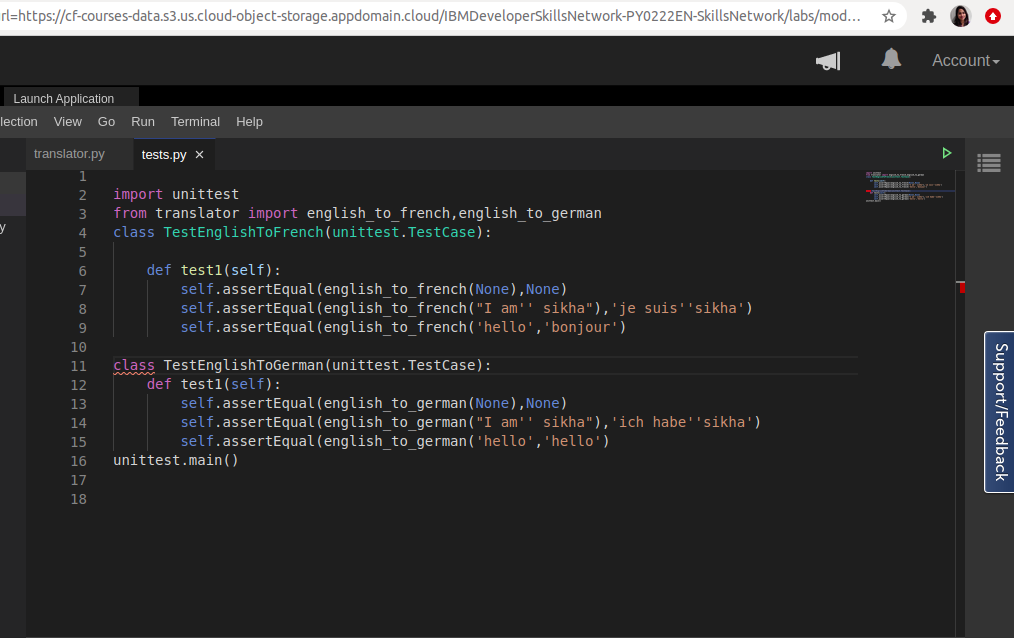 rl=https://cf-courses-data.s3.us.cloud-object-storage.appdomain.cloud/IBMDeveloperSkillsNetwork-PY0222EN-SkillsNetwork/labs/mod...
Account
Launch Application
lection View Go Run Terminal Help
translator.py tests.py ×
y
1
2 import unittest
3 from translator import english_to_french,english_to_german
4 class TestEnglishToFrench(unittest.TestCase):
5
6     def test1(self):
7         self.assertEqual(english_to_french(None),None)
8         self.assertEqual(english_to_french("I am'' sikha"),'je suis''sikha')
9         self.assertEqual(english_to_french('hello','bonjour')
10
11 class TestEnglishToGerman(unittest.TestCase):
12     def test1(self):
13         self.assertEqual(english_to_german(None),None)
14         self.assertEqual(english_to_german("I am'' sikha"),'ich habe''sikha')
15         self.assertEqual(english_to_german('hello','hello')
16 unittest.main()
17
18
Support/Feedback